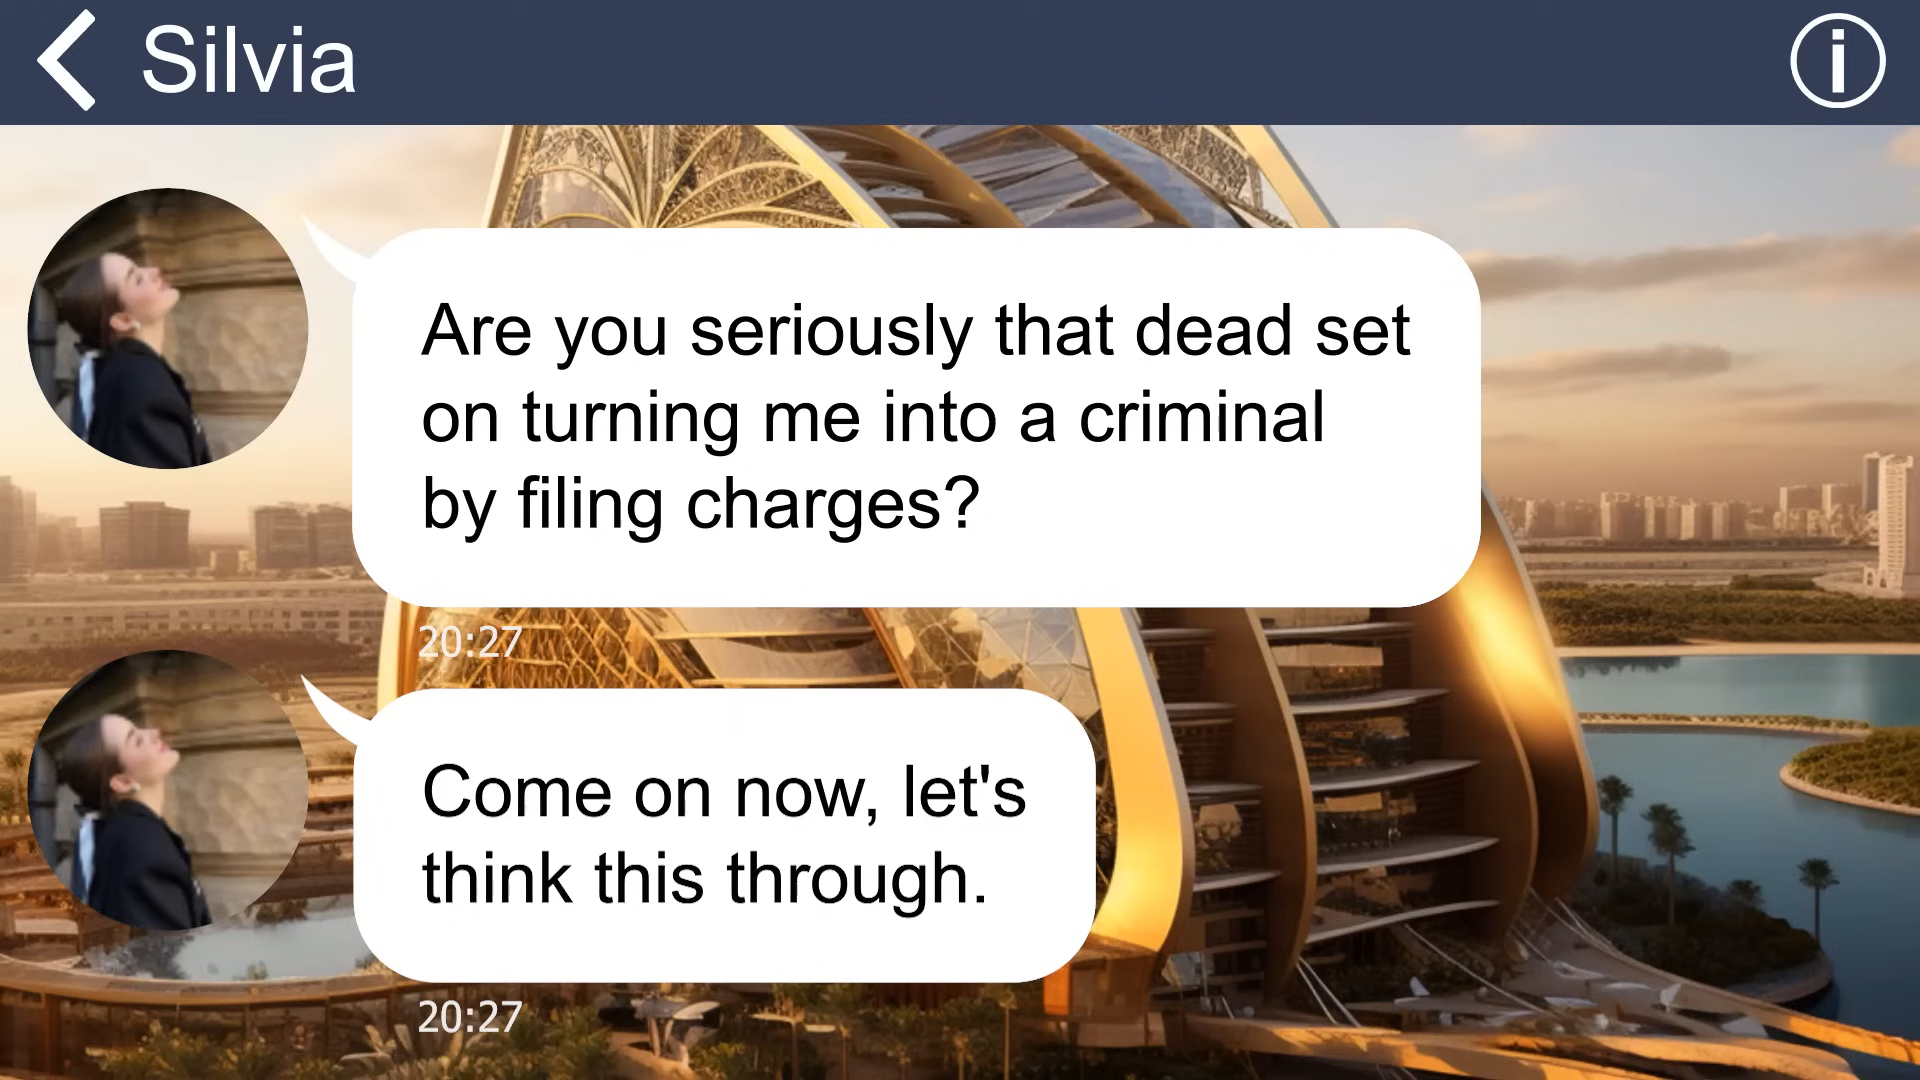 Silvia
Are you seriously that dead set
on turning me into a criminal
by filing charges?
20:27
Come on now, let's
think this through.
20:27